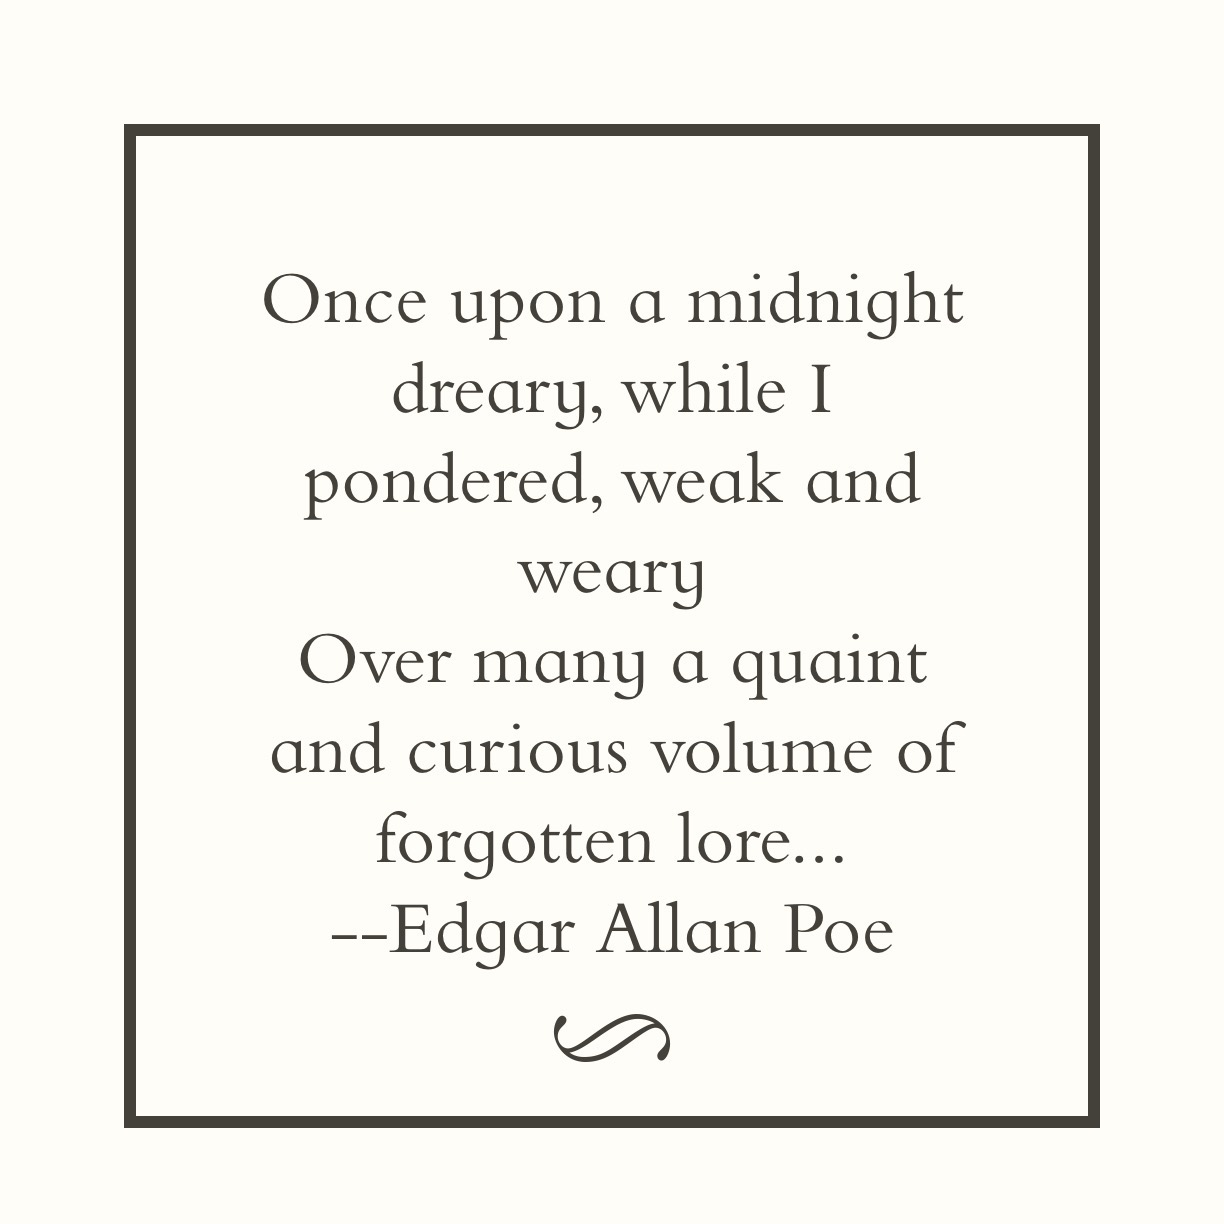 Once upon a midnight
dreary, while I
pondered, weak and
weary
Over many a quaint
and curious volume of
forgotten lore...
--Edgar Allan Poe